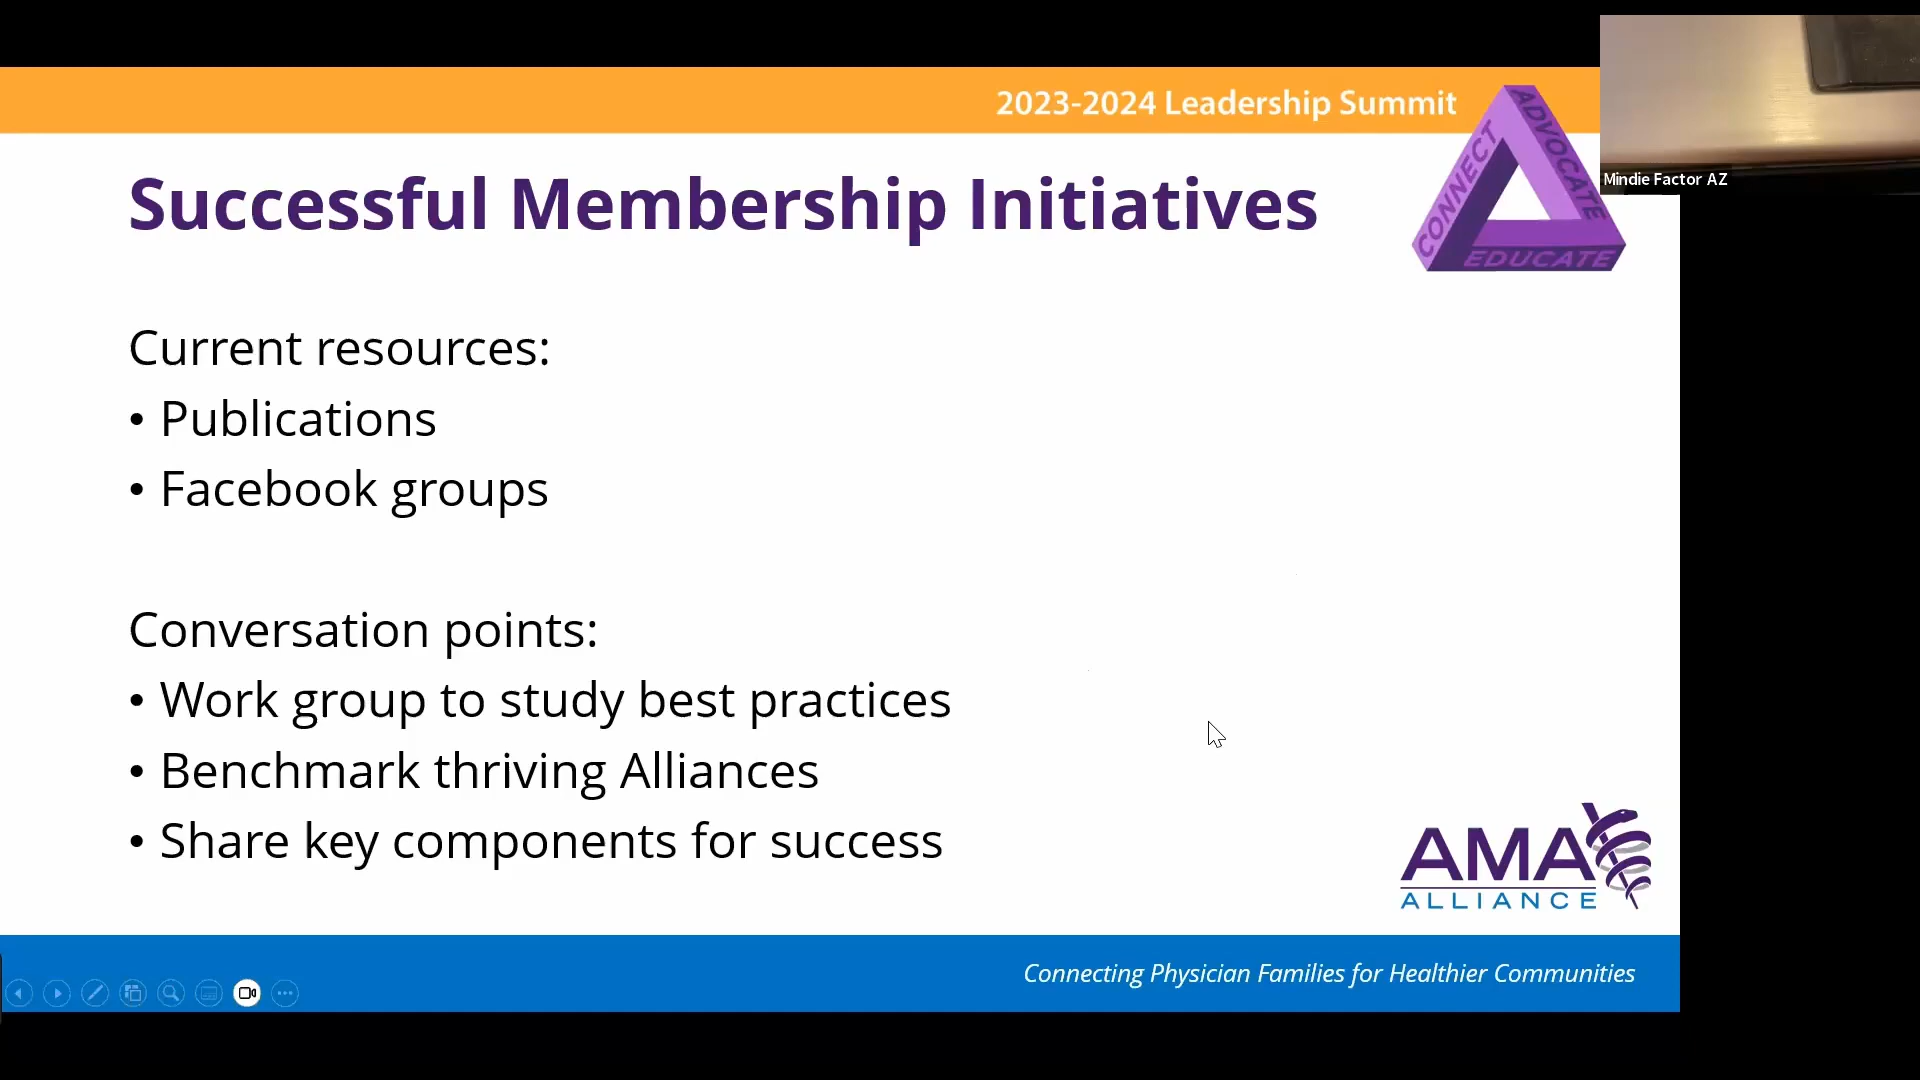 2023-2024 Leadership Summit
CONNECT
ADVOCATE
EDUCATE
Mindie Factor AZ
Successful Membership Initiatives
Current resources:
• Publications
• Facebook groups
Conversation points:
• Work group to study best practices
• Benchmark thriving Alliances
• Share key components for success
AMA
ALLIANCE
Connecting Physician Families for Healthier Communities